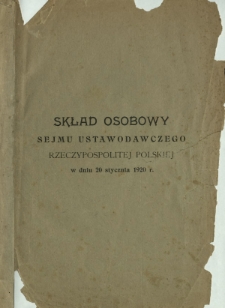 SKŁAD OSOBOWY
SEJMU USTAWODAWCZEGO
RZECZYPOSPOLITEJ POLSKIEJ
w dniu 20 stycznia 1920 r.